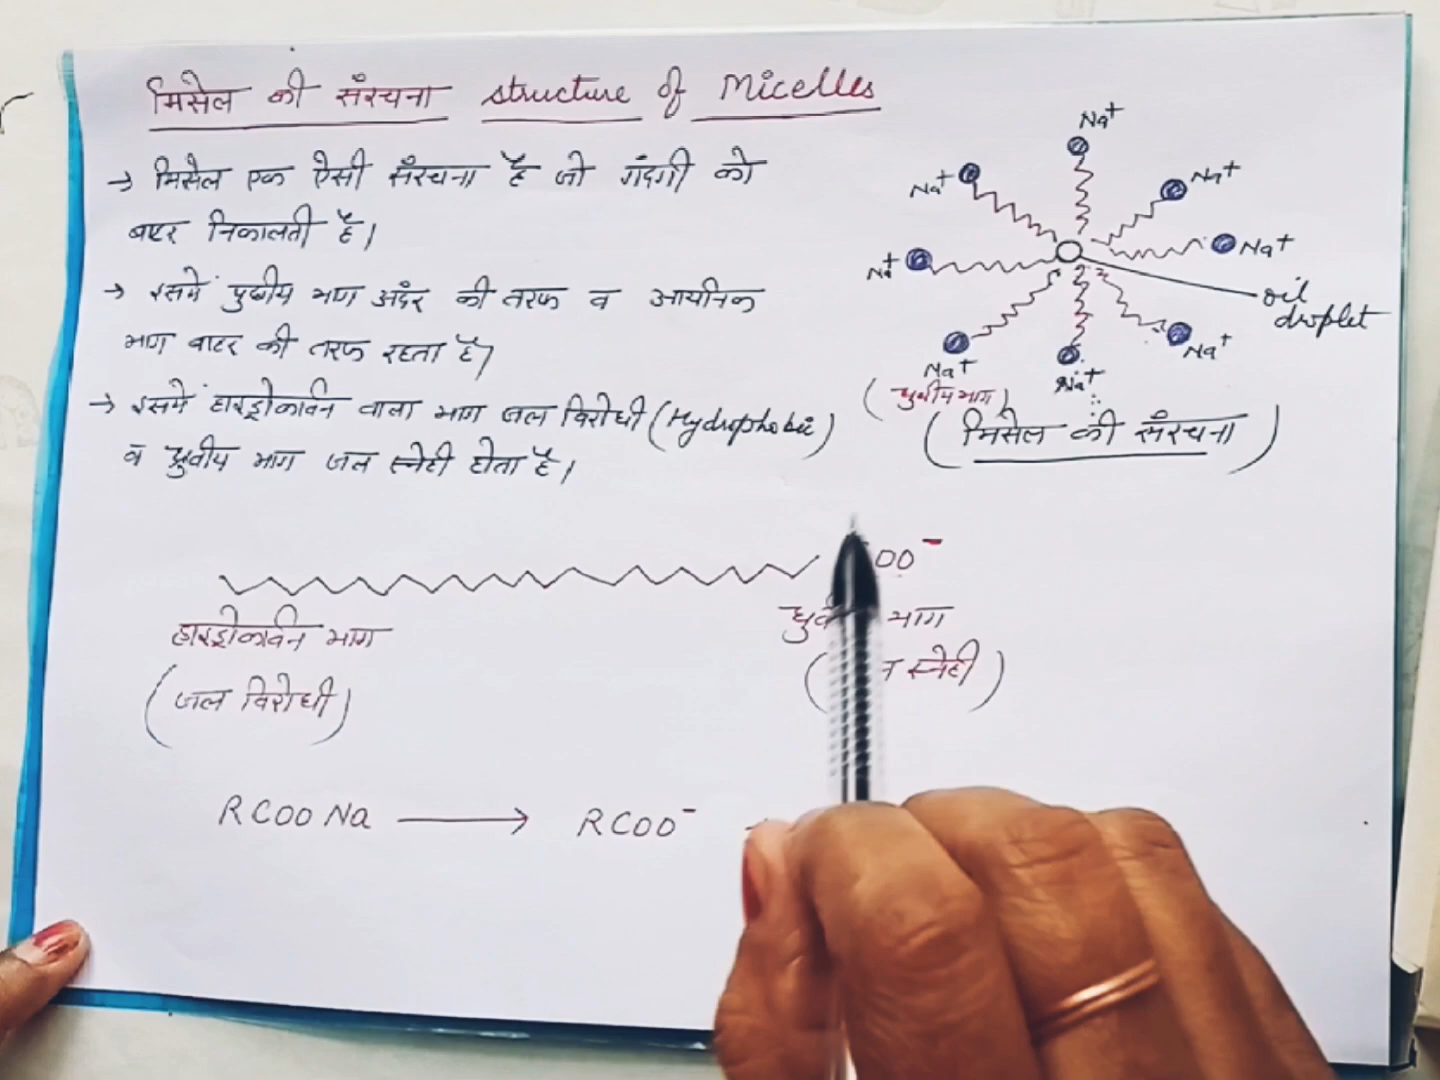 मिसेल की संरचना structure of Micelles
→ मिसेल एक ऐसी संरचना है जो गंदगी को
बाहर निकालती है।
→ इसमें ध्रुवीय भाग अंदर की तरफ व आयनिक
भाग बाहर की तरफ रहता है।
→ इसमें हाइड्रोकार्बन वाला भाग जल विरोधी (Hydrophobic)
व ध्रुवीय भाग जल स्नेही होता है।
Na+
Na+
Na+
Na+
Na+
Na+
Na+
Na+
oil
droplet
(ध्रुवीय भाग)
(मिसेल की संरचना)
OO-
हाइड्रोकार्बन भाग
(जल विरोधी)
भाग
स्नेही)
RCOONa → RCOO-